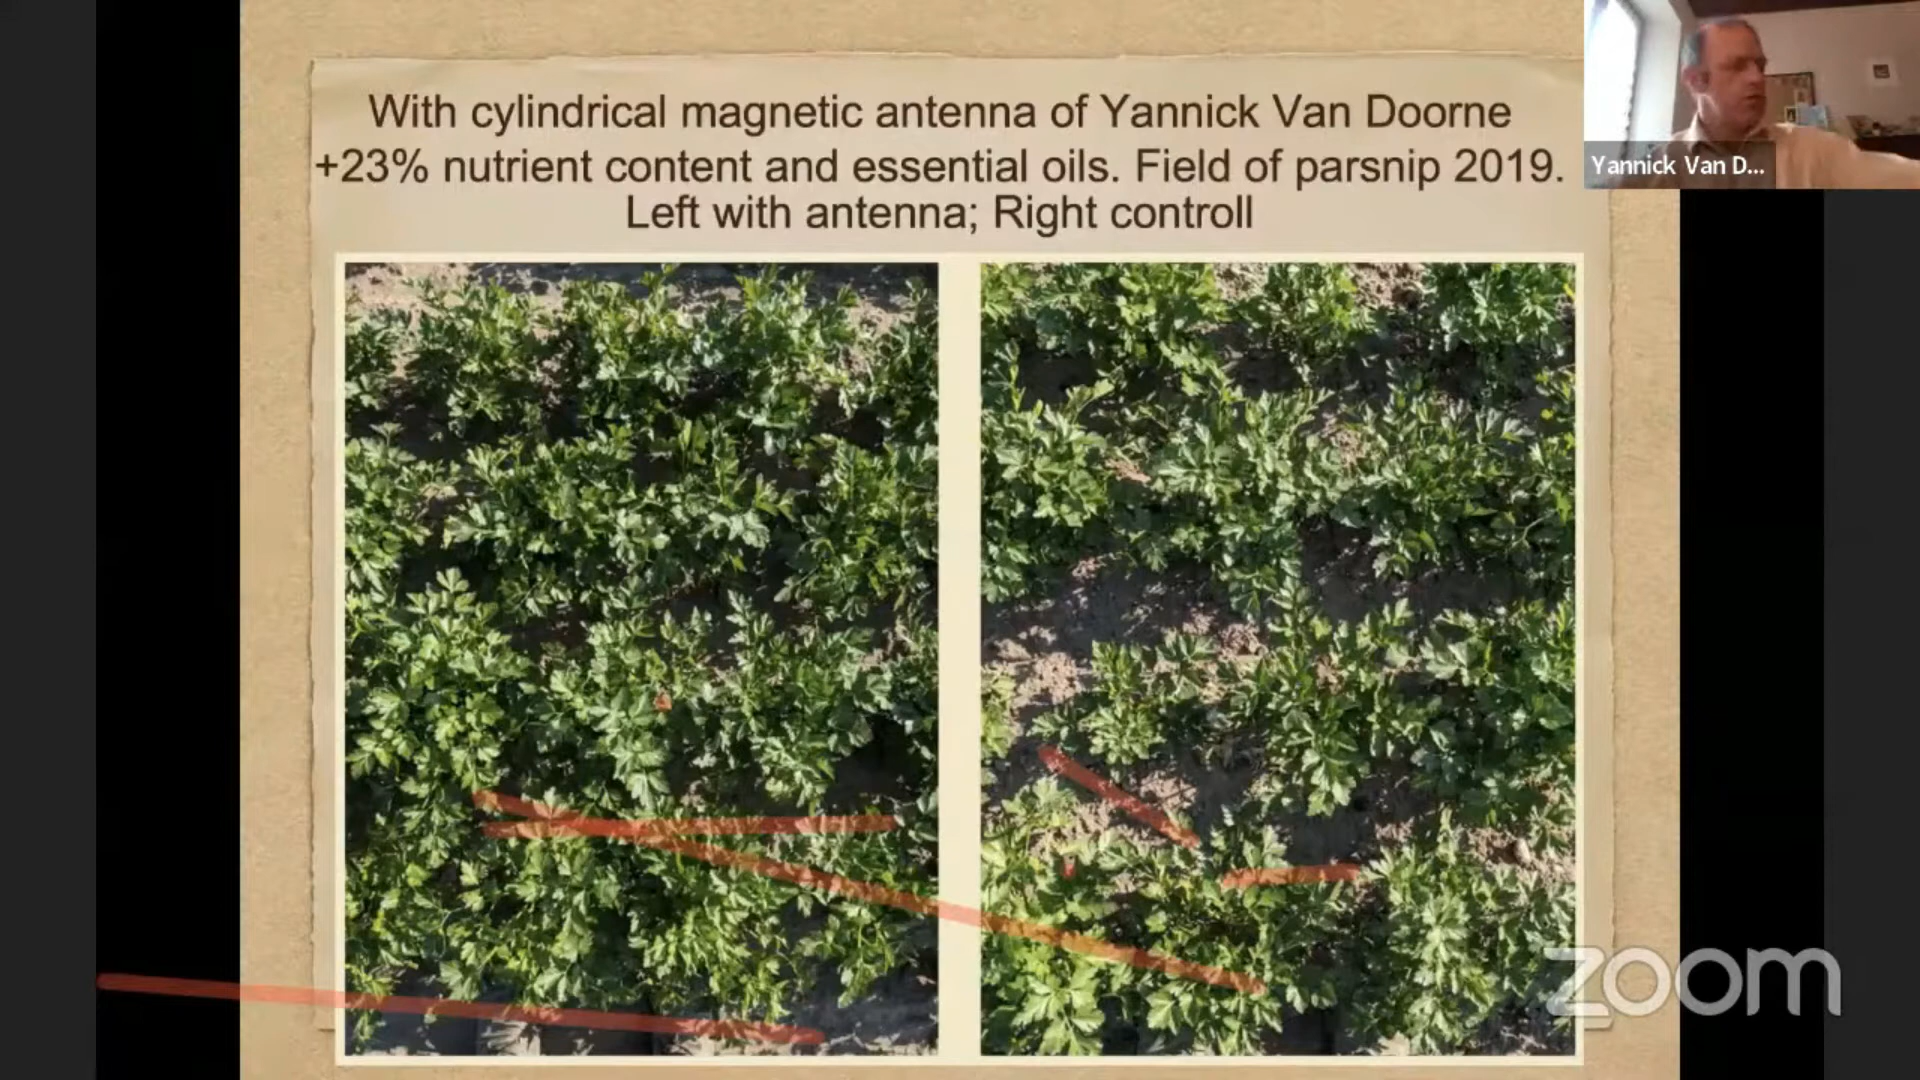 With cylindrical magnetic antenna of Yannick Van Doorne
+23% nutrient content and essential oils. Field of parsnip 2019.
Left with antenna; Right controll
Yannick Van D...
zoom